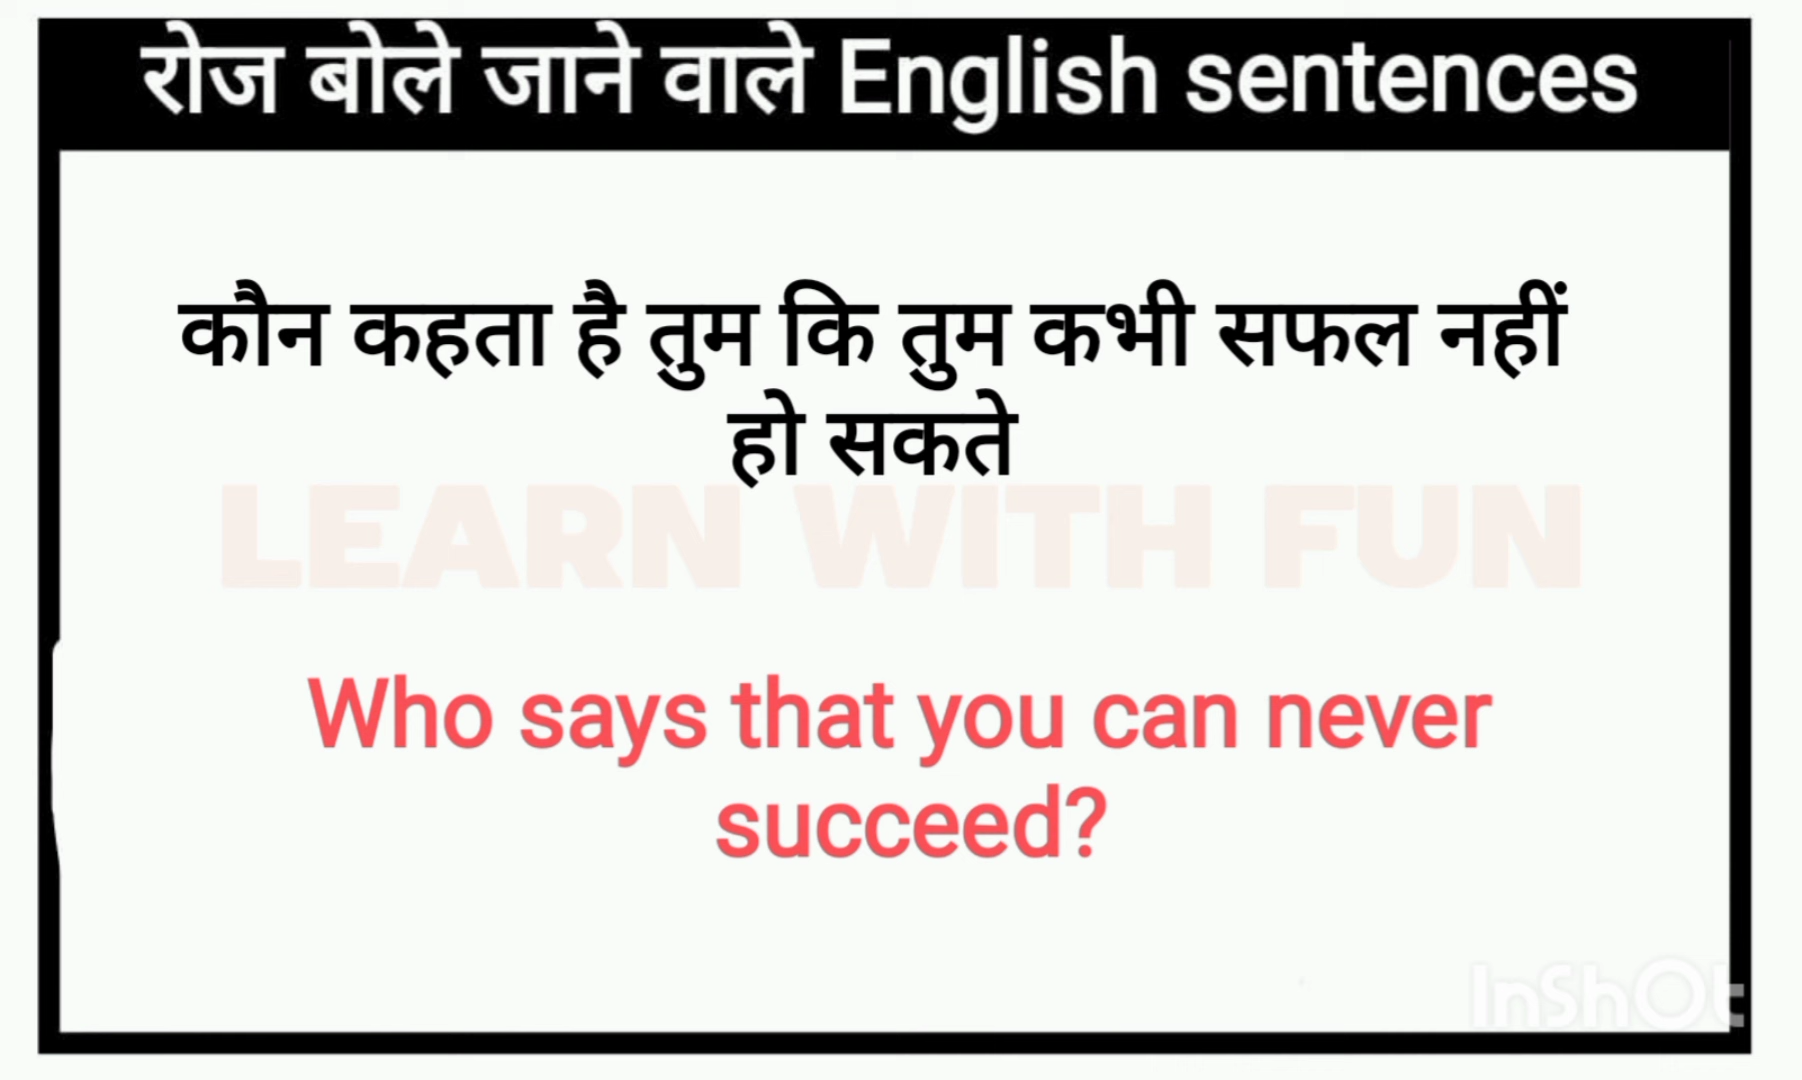 रोज बोले जाने वाले English sentences
कौन कहता है तुम कि तुम कभी सफल नहीं
हो सकते
LEARN WITH FUN
Who says that you can never
succeed?
InShOt